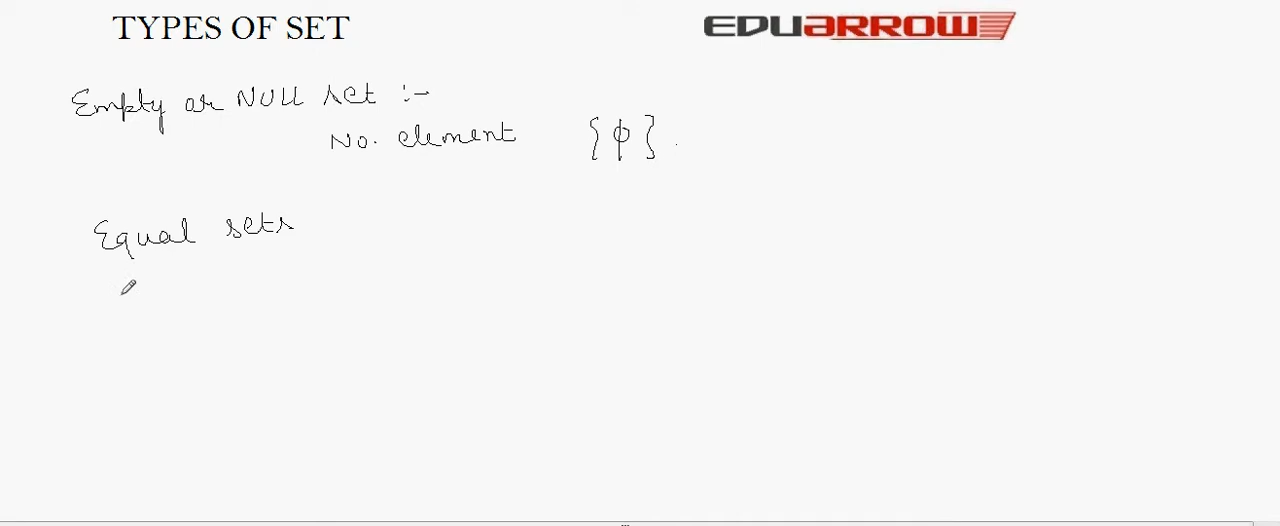 TYPES OF SET
EDUARROW
Empty or NULL set :-
No. element {ϕ}.
Equal sets